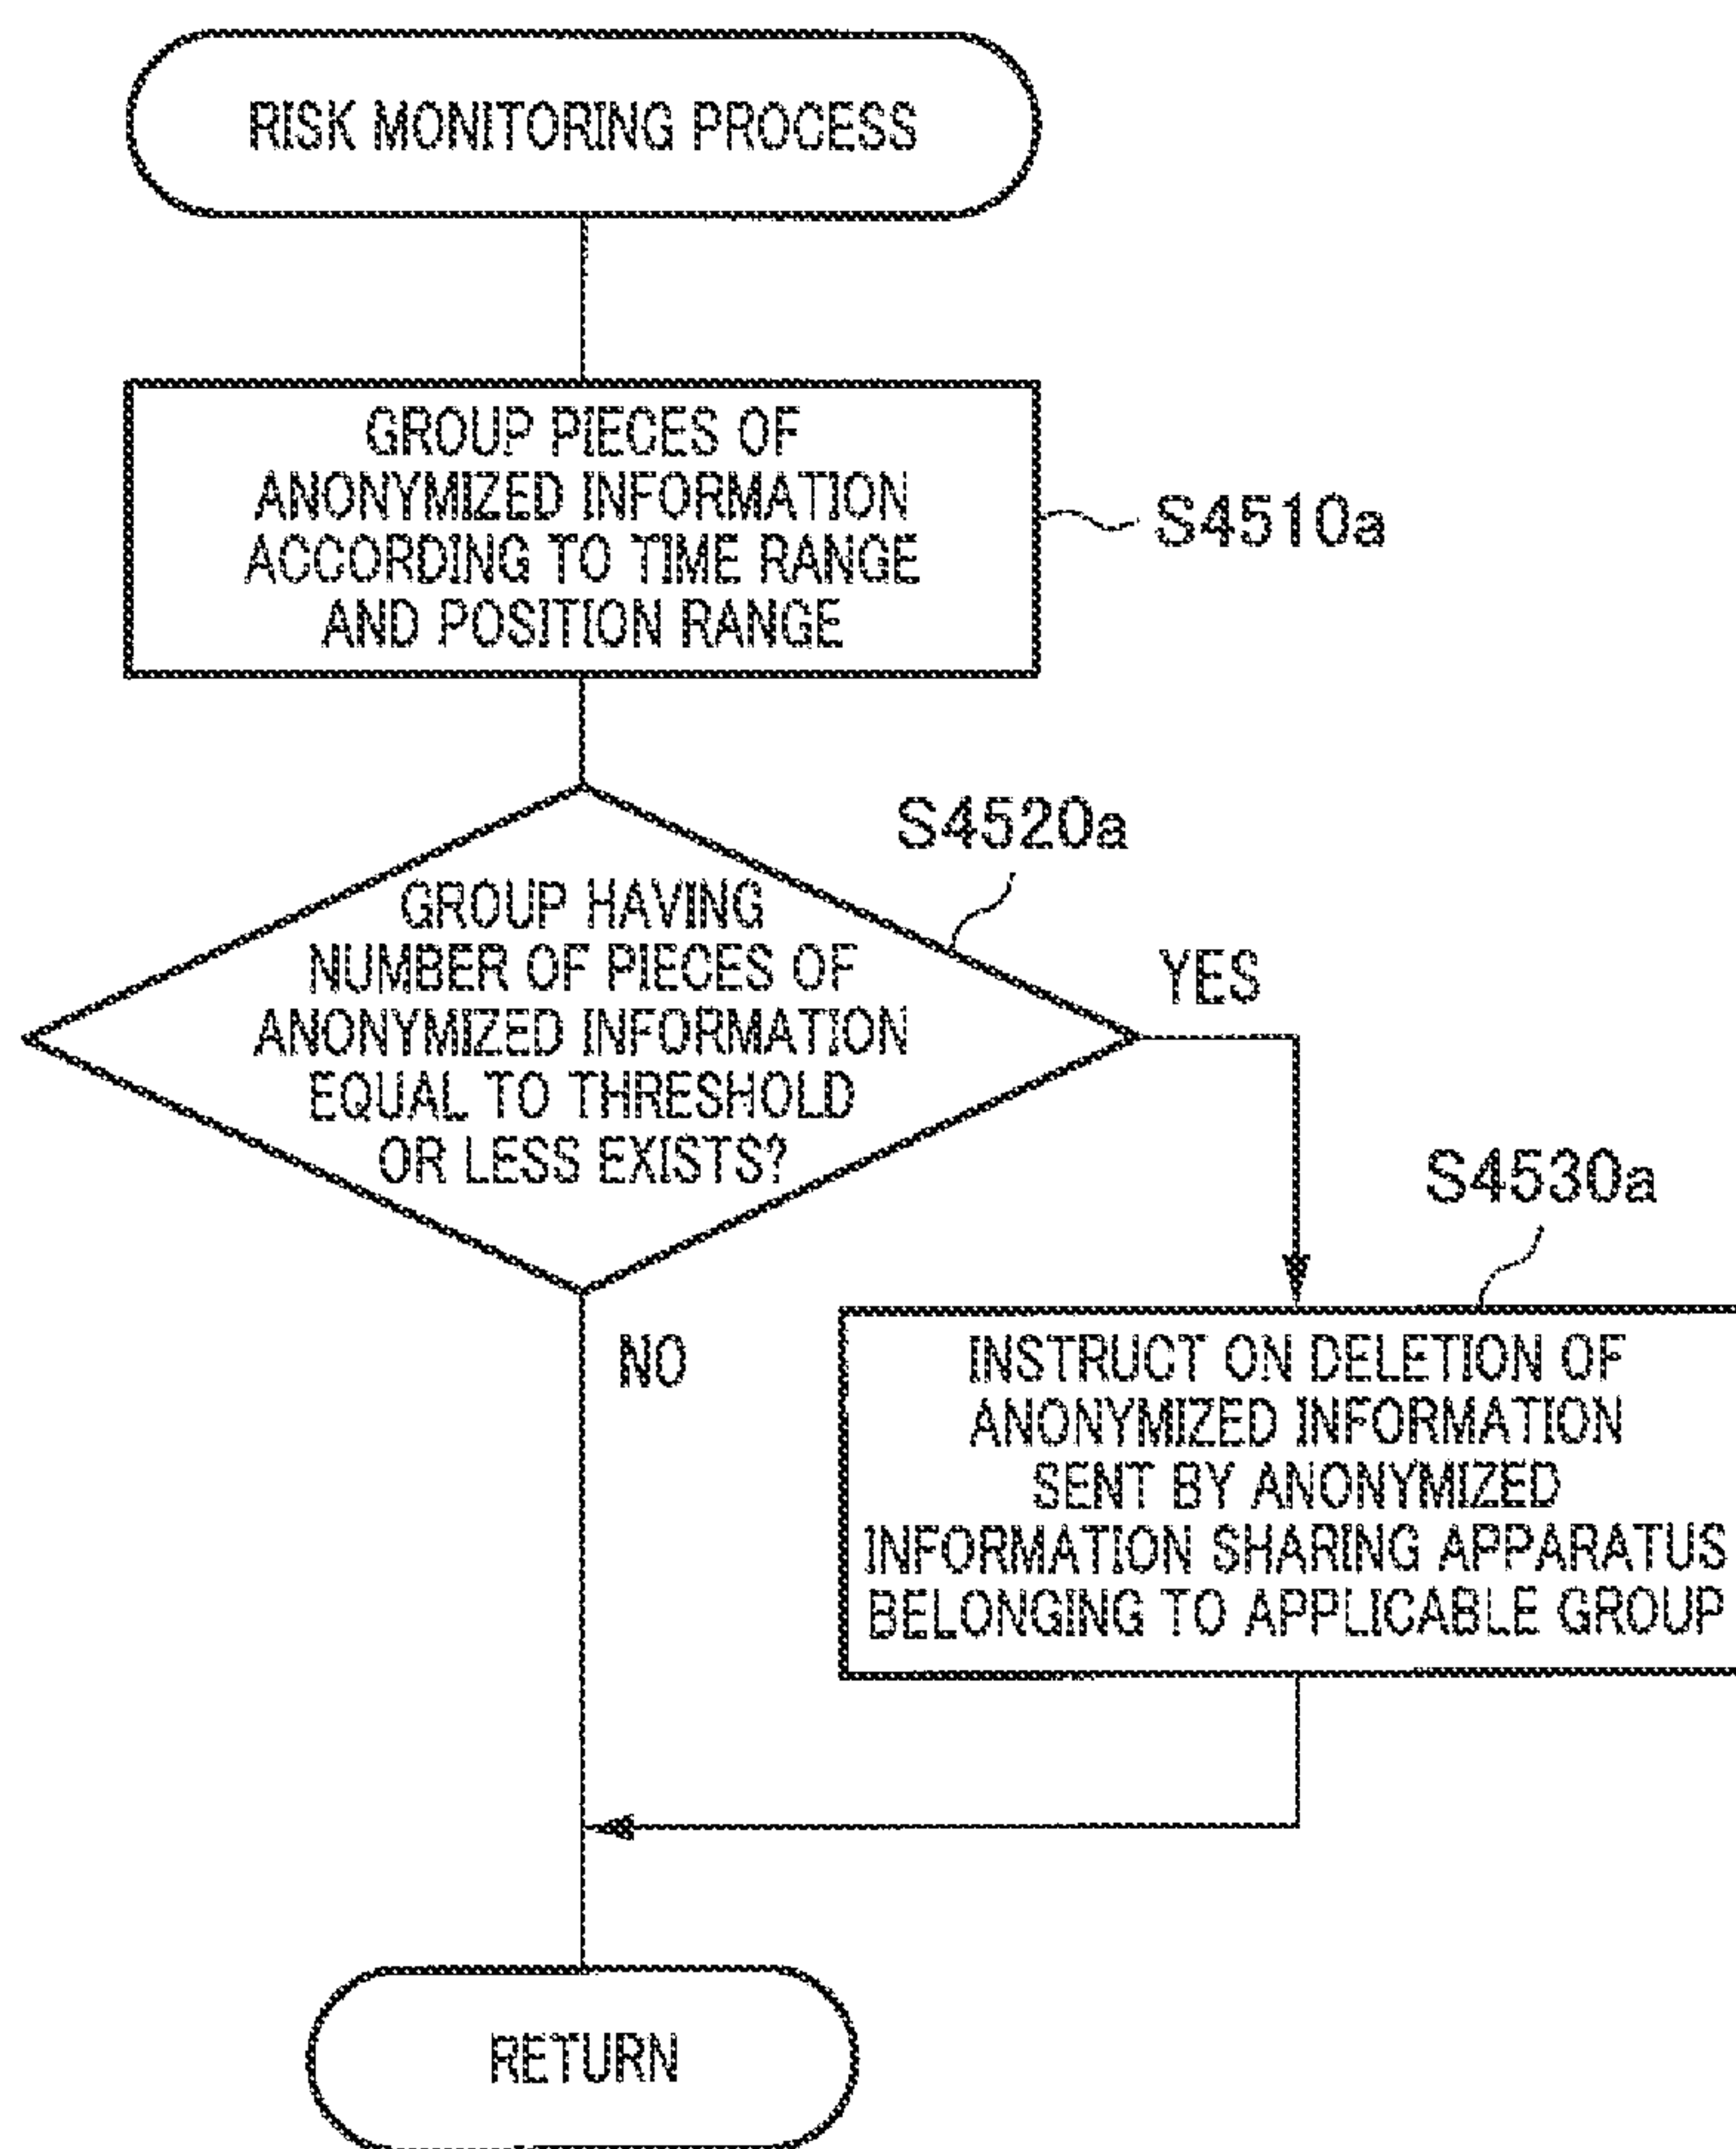 RISK MONITORING PROCESS
GROUP PIECES OF
ANONYMIZED INFORMATION
ACCORDING TO TIME RANGE
AND POSITION RANGE
S4510a
S4520a
GROUP HAVING
NUMBER OF PIECES OF
ANONYMIZED INFORMATION
EQUAL TO THRESHOLD
OR LESS EXISTS?
YES
NO
S4530a
INSTRUCT ON DELETION OF
ANONYMIZED INFORMATION
SENT BY ANONYMIZED
INFORMATION SHARING APPARATUS
BELONGING TO APPLICABLE GROUP
RETURN